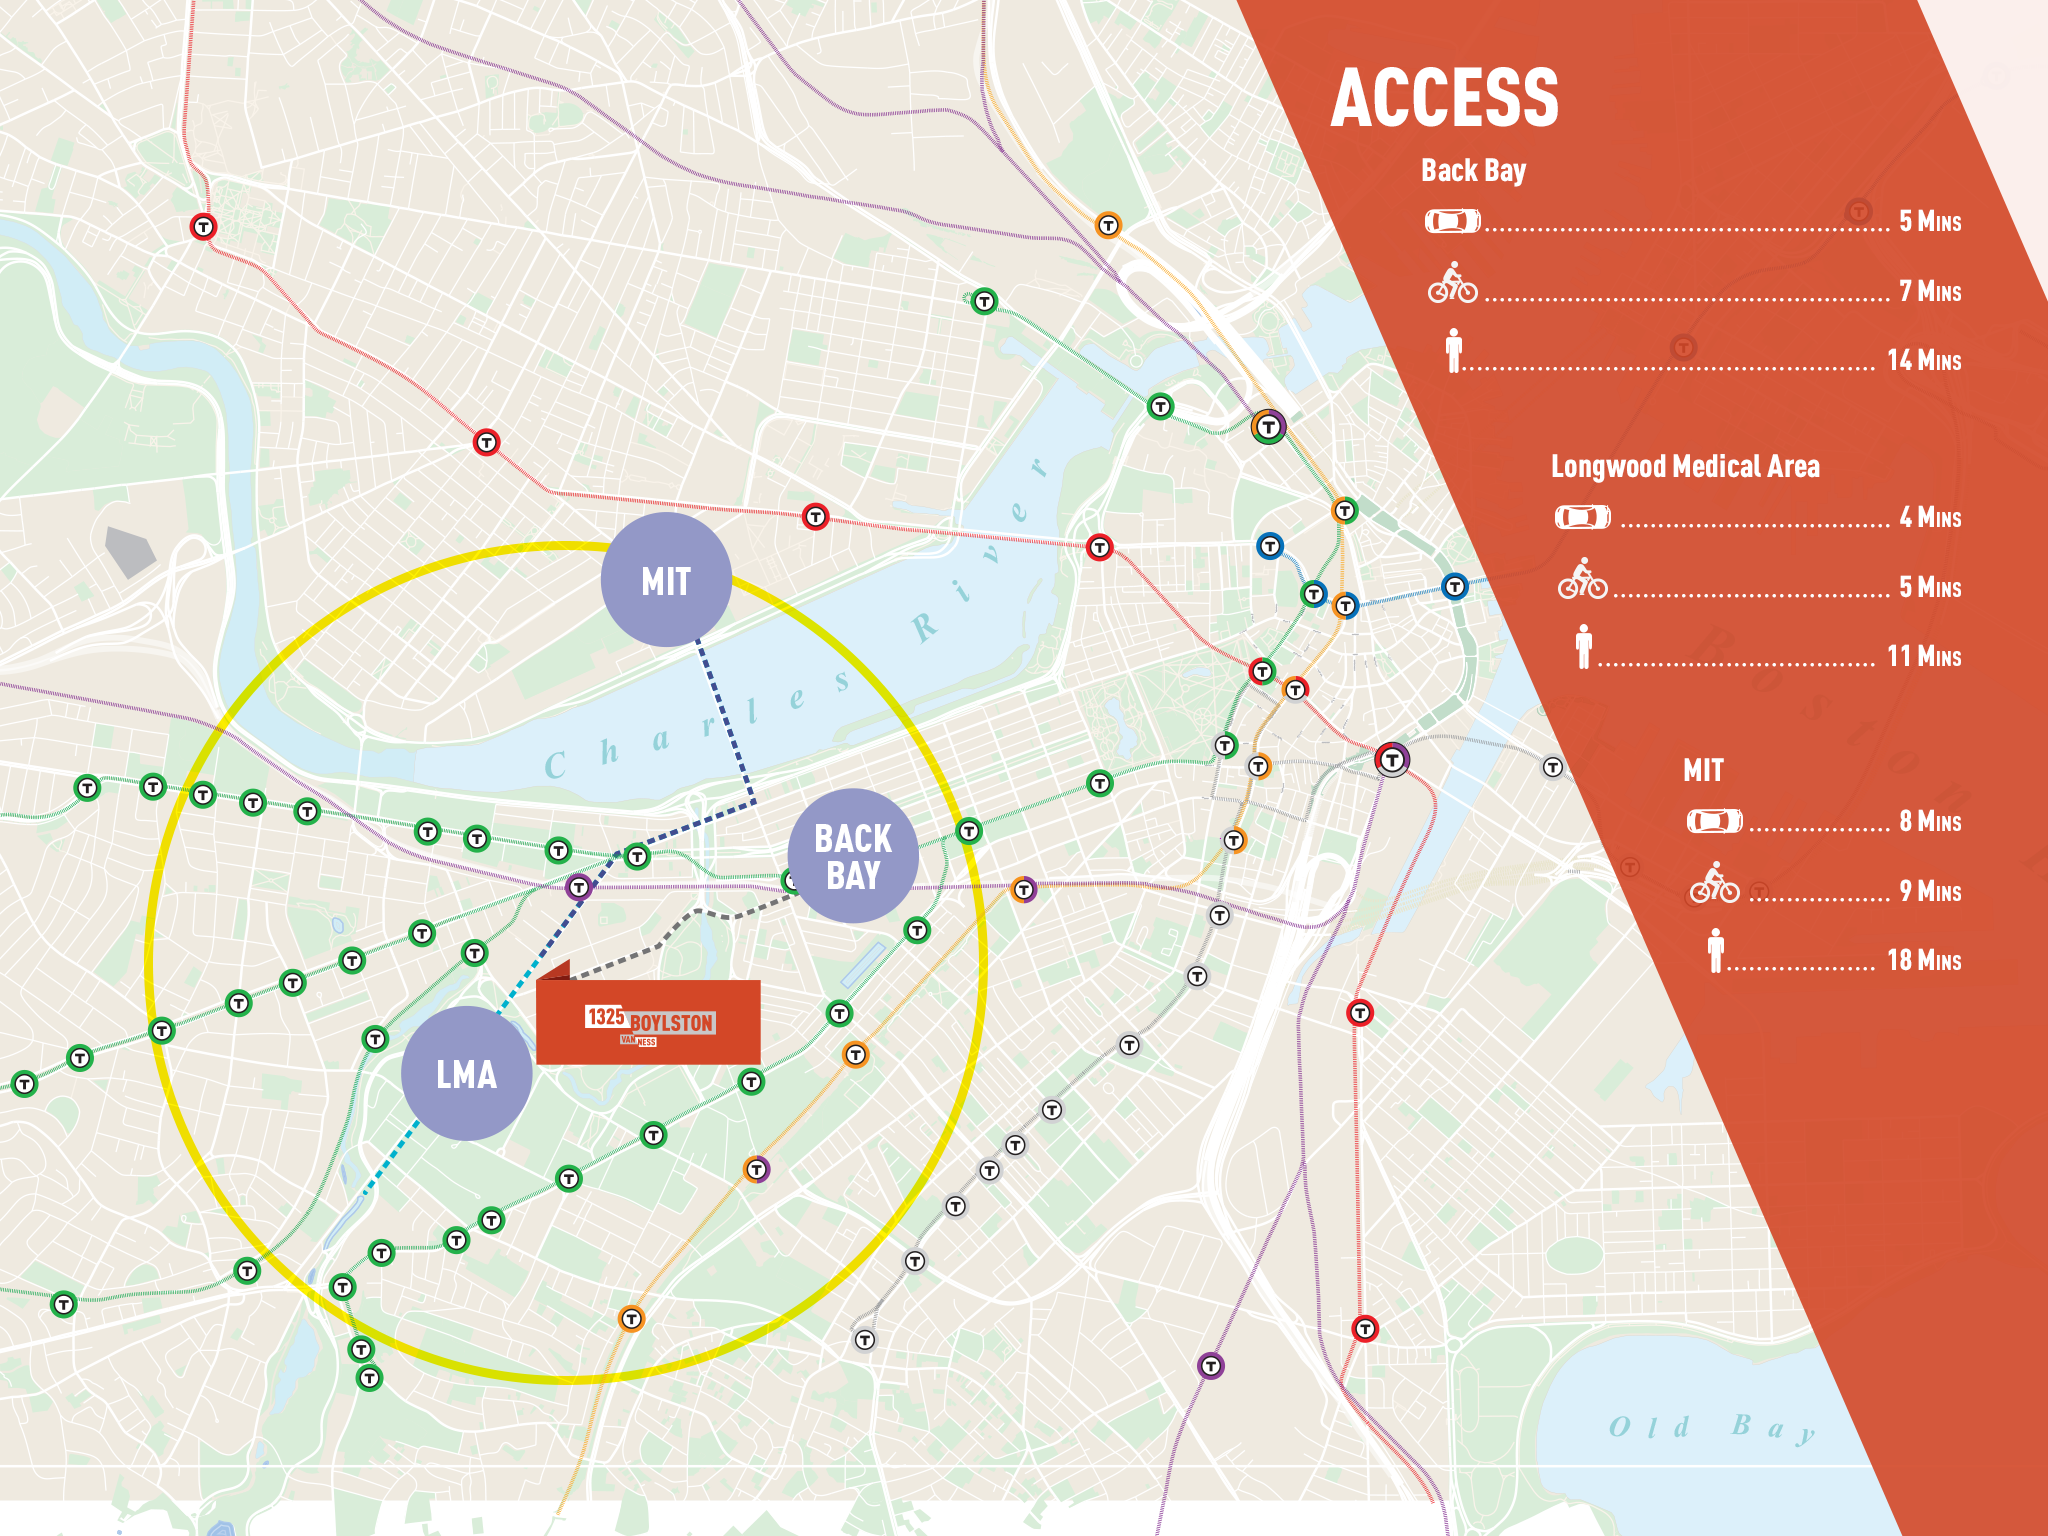 ACCESS
Back Bay
5 MINS
7 MINS
14 MINS
Longwood Medical Area
4 MINS
5 MINS
11 MINS
MIT
8 MINS
9 MINS
18 MINS
MIT
Charles River
BACK
BAY
1325 BOYLSTON
VAN NESS
LMA
Boston
Old Bay